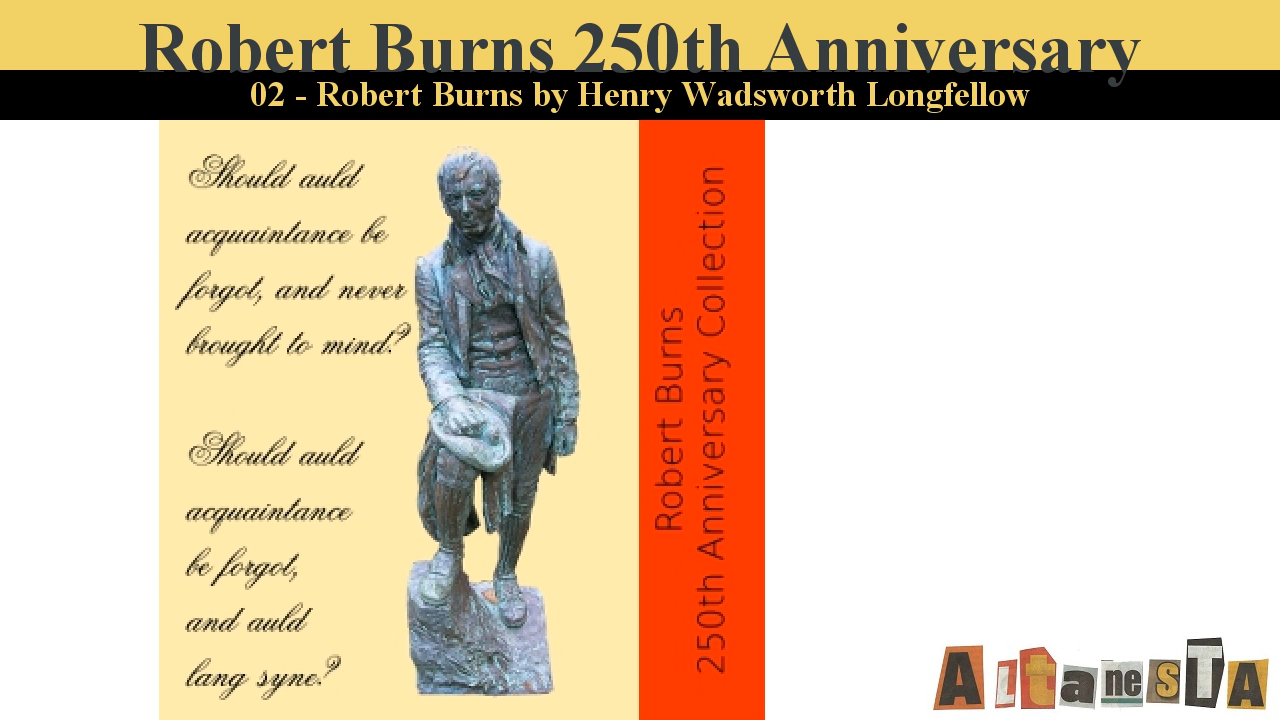 Robert Burns 250th Anniversary
02 - Robert Burns by Henry Wadsworth Longfellow
Should auld
acquaintance be
forgot, and never
brought to mind?
Should auld
acquaintance
be forgot,
and auld
lang syne?
Robert Burns
250th Anniversary Collection
AltanesTA